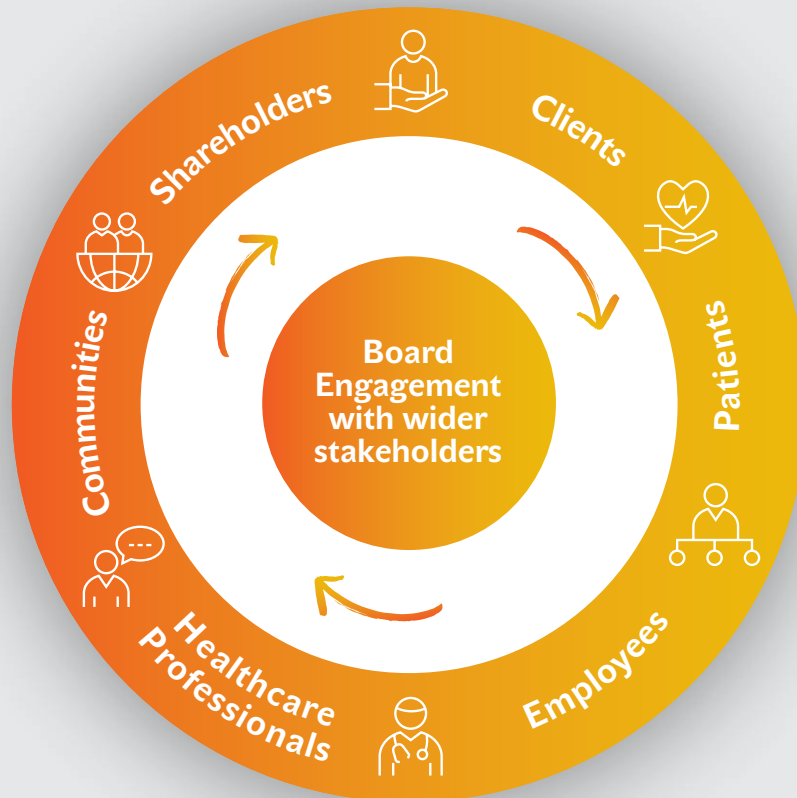 Shareholders
Clients
Patients
Employees
Healthcare
Professionals
Communities
Board
Engagement
with wider
stakeholders